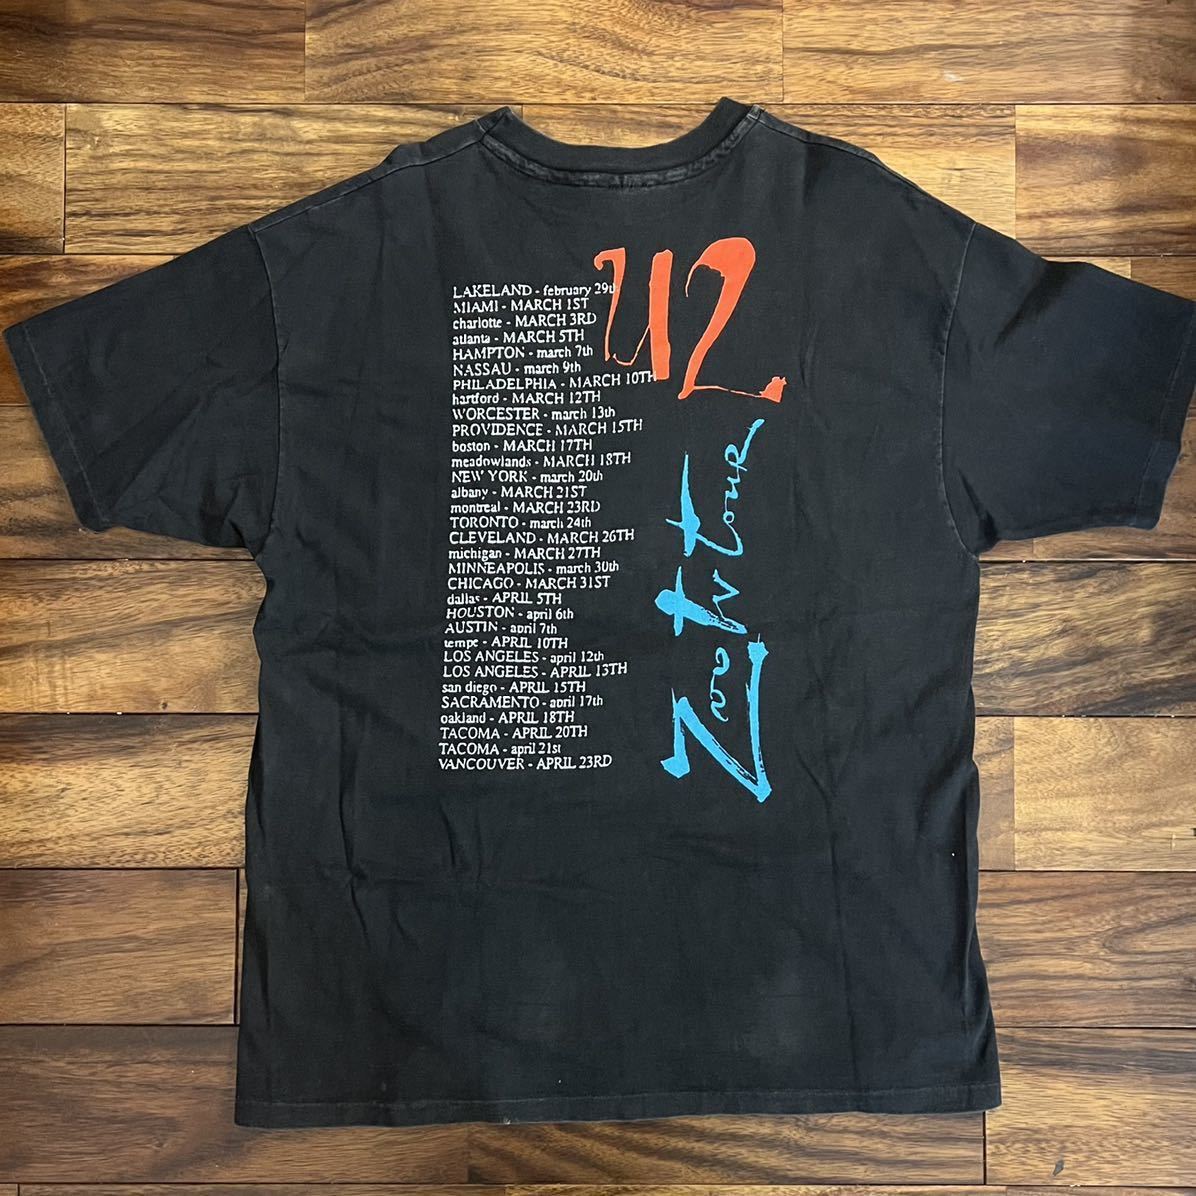 LAKELAND - february 29th
MIAMI - MARCH 1ST
charlotte - MARCH 3RD
atlanta - MARCH 5TH
HAMPTON - march 7th
NASSAU - march 9th
PHILADELPHIA - MARCH 10TH
hartford - MARCH 12TH
WORCESTER - march 13th
PROVIDENCE - MARCH 15TH
boston - MARCH 17TH
meadowlands - MARCH 18TH
NEW YORK - march 20th
albany - MARCH 21ST
montreal - MARCH 23RD
TORONTO - march 24th
CLEVELAND - MARCH 26TH
michigan - MARCH 27TH
MINNEAPOLIS - march 30th
CHICAGO - MARCH 31ST
dallas - APRIL 5TH
HOUSTON - april 6th
AUSTIN - april 7th
tempe - APRIL 10TH
LOS ANGELES - april 12th
LOS ANGELES - APRIL 13TH
san diego - APRIL 15TH
SACRAMENTO - april 17th
oakland - APRIL 18TH
TACOMA - APRIL 20TH
TACOMA - april 21st
VANCOUVER - APRIL 23RD
U2
Zoo tv touR